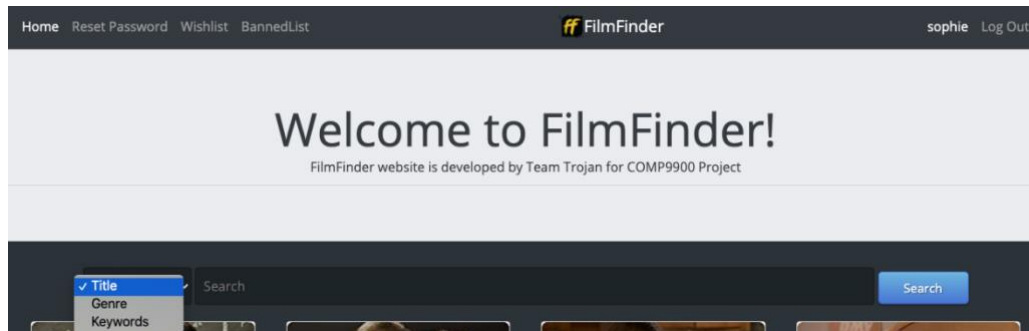 Home Reset Password Wishlist BannedList ff FilmFinder sophie Log Out
Welcome to FilmFinder!
FilmFinder website is developed by Team Trojan for COMP9900 Project
✓ Title Search Search
Genre
Keywords